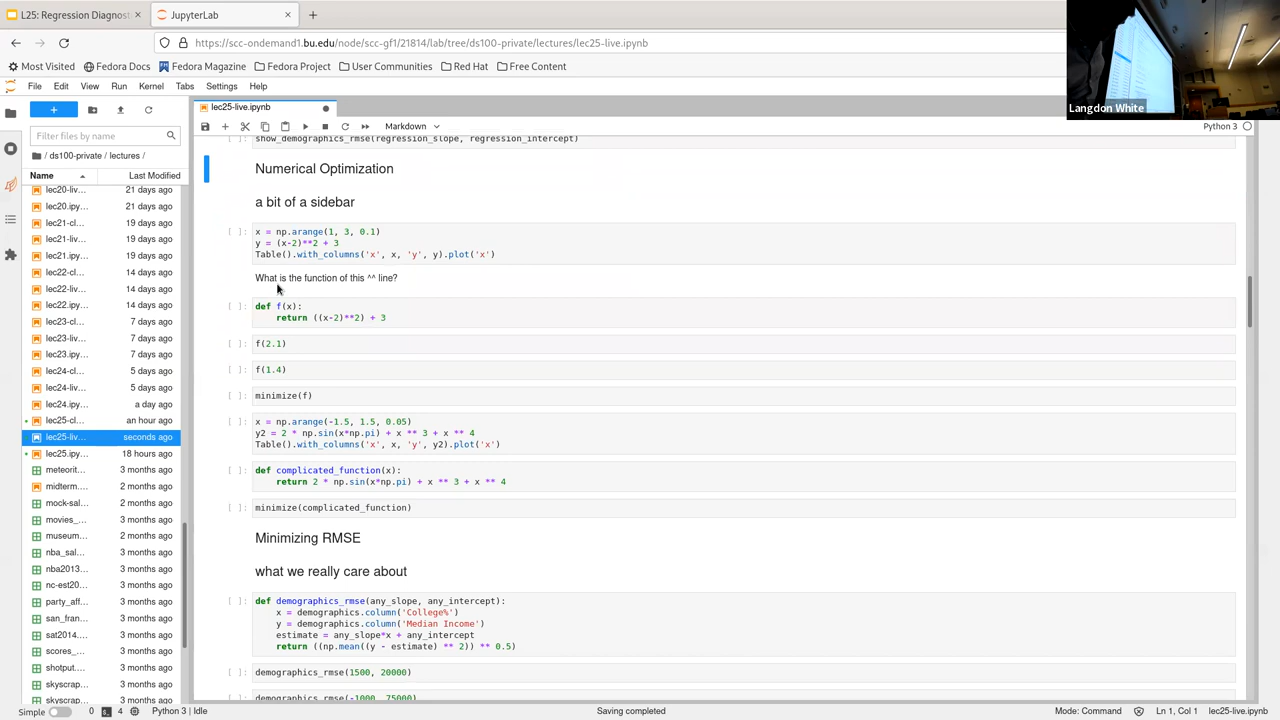 L25: Regression Diagnost
JupyterLab
https://scc-ondemand1.bu.edu/node/scc-gf1/21814/lab/tree/ds100-private/lectures/lec25-live.ipynb
Most Visited
Fedora Docs
Fedora Magazine
Fedora Project
User Communities
Red Hat
Free Content
Langdon White
File Edit View Run Kernel Tabs Settings Help
lec25-live.ipynb
Markdown
Python 3
Filter files by name
/ ds100-private / lectures /
Name Last Modified
lec20-liv... 21 days ago
lec20.ipy... 21 days ago
lec21-cl... 19 days ago
lec21-liv... 19 days ago
lec21.ipy... 19 days ago
lec22-cl... 14 days ago
lec22-liv... 14 days ago
lec22.ipy... 14 days ago
lec23-cl... 7 days ago
lec23-liv... 7 days ago
lec23.ipy... 7 days ago
lec24-cl... 5 days ago
lec24-liv... 5 days ago
lec24.ipy... a day ago
lec25-cl... an hour ago
lec25-liv... seconds ago
lec25.ipy... 18 hours ago
meteorit... 3 months ago
midterm.... 2 months ago
mock-sal... 2 months ago
movies_... 3 months ago
museum... 2 months ago
nba_sal... 3 months ago
nba2013... 3 months ago
nc-est20... 3 months ago
party_aff... 3 months ago
san_fran... 3 months ago
sat2014.... 3 months ago
scores_... 3 months ago
shotput.... 3 months ago
skyscrap... 3 months ago
skyscrap... 3 months ago
show_demographics_rmse(regression_slope, regression_intercept)
Numerical Optimization
a bit of a sidebar
[ ]: x = np.arange(1, 3, 0.1)
y = (x-2)**2 + 3
Table().with_columns('x', x, 'y', y).plot('x')
What is the function of this ^^ line?
[ ]: def f(x):
return ((x-2)**2) + 3
[ ]: f(2.1)
[ ]: f(1.4)
[ ]: minimize(f)
[ ]: x = np.arange(-1.5, 1.5, 0.05)
y2 = 2 * np.sin(x*np.pi) + x ** 3 + x ** 4
Table().with_columns('x', x, 'y', y2).plot('x')
[ ]: def complicated_function(x):
return 2 * np.sin(x*np.pi) + x ** 3 + x ** 4
[ ]: minimize(complicated_function)
Minimizing RMSE
what we really care about
[ ]: def demographics_rmse(any_slope, any_intercept):
x = demographics.column('College%')
y = demographics.column('Median Income')
estimate = any_slope*x + any_intercept
return ((np.mean((y - estimate) ** 2)) ** 0.5)
[ ]: demographics_rmse(1500, 20000)
[ ]: demographics_rmse(-1000, 75000)
Simple 0 4 Python 3 | Idle
Saving completed
Mode: Command
Ln 1, Col 1
lec25-live.ipynb